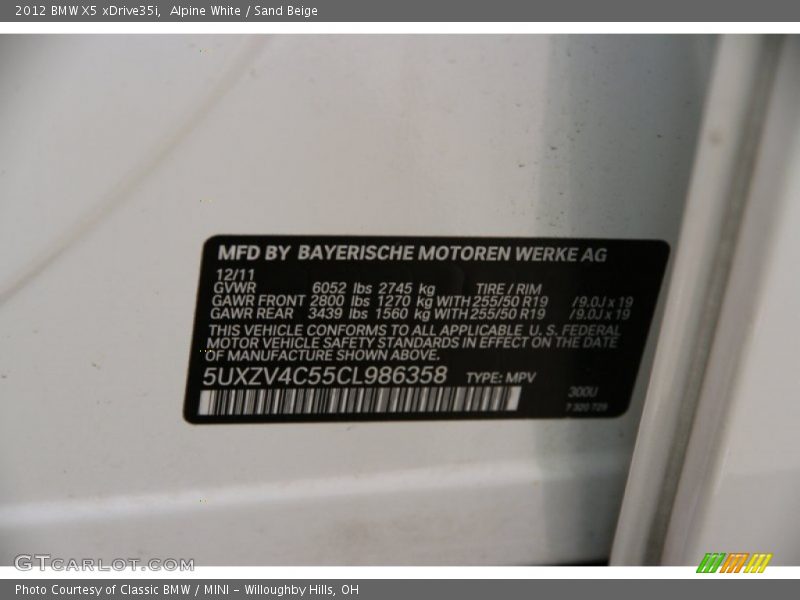 2012 BMW X5 xDrive35i, Alpine White / Sand Beige
MFD BY BAYERISCHE MOTOREN WERKE AG
12/11
GVWR 6052 lbs 2745 kg TIRE / RIM
GAWR FRONT 2800 lbs 1270 kg WITH 255/50 R19 /9.0J x 19
GAWR REAR 3439 lbs 1560 kg WITH 255/50 R19 /9.0J x 19
THIS VEHICLE CONFORMS TO ALL APPLICABLE U. S. FEDERAL
MOTOR VEHICLE SAFETY STANDARDS IN EFFECT ON THE DATE
OF MANUFACTURE SHOWN ABOVE.
5UXZV4C55CL986358 TYPE: MPV
300U
7 320 729
GTCARLOT.COM
Photo Courtesy of Classic BMW / MINI - Willoughby Hills, OH